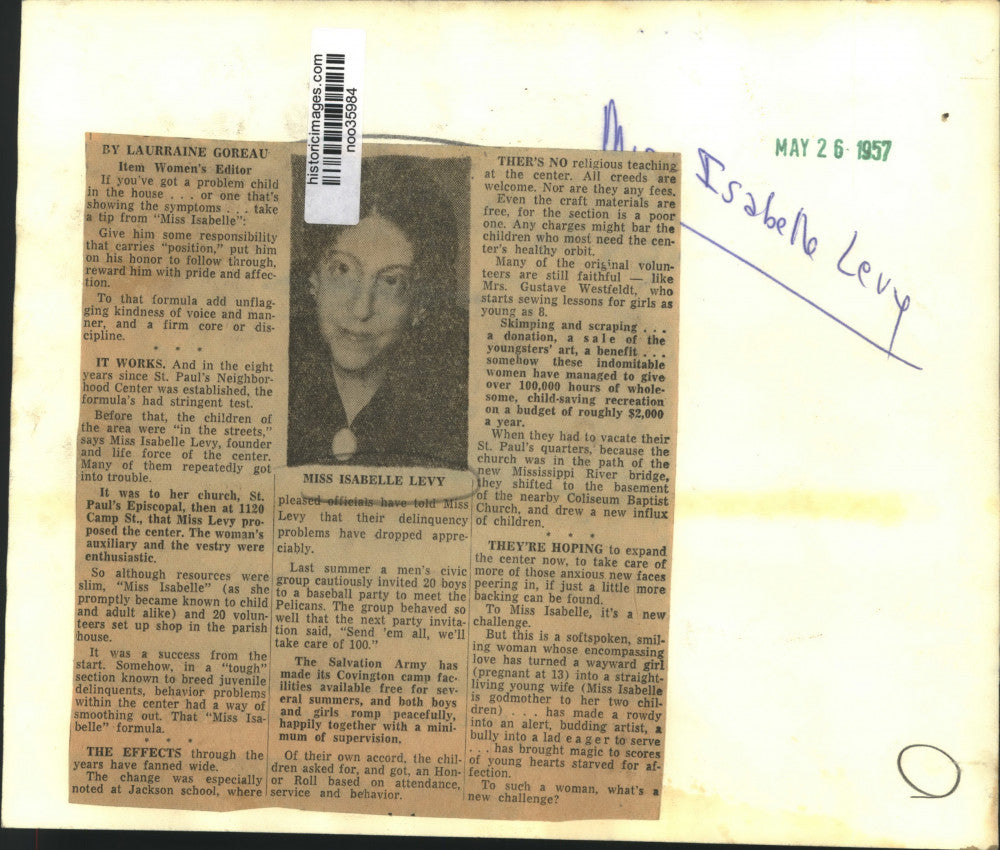 historicimages.com
noo35984
MAY 26 1957
Isabelle Levy
BY LAURRAINE GOREAU
Item Women's Editor
If you've got a problem child
in the house . . . or one that's
showing the symptoms . . . take
a tip from "Miss Isabelle":
Give him some responsibility
that carries "position," put him
on his honor to follow through,
reward him with pride and affec-
tion.
To that formula add unflag-
ging kindness of voice and man-
ner, and a firm core or dis-
cipline.
* * *
IT WORKS. And in the eight
years since St. Paul's Neighbor-
hood Center was established, the
formula's had stringent test.
Before that, the children of
the area were "in the streets,"
says Miss Isabelle Levy, founder
and life force of the center.
Many of them repeatedly got
into trouble.
It was to her church, St.
Paul's Episcopal, then at 1120
Camp St., that Miss Levy pro-
posed the center. The woman's
auxiliary and the vestry were
enthusiastic.
So although resources were
slim, "Miss Isabelle" (as she
promptly became known to child
and adult alike) and 20 volun-
teers set up shop in the parish
house.
It was a success from the
start. Somehow, in a "tough"
section known to breed juvenile
delinquents, behavior problems
within the center had a way of
smoothing out. That "Miss Isa-
belle" formula.
* * *
THE EFFECTS through the
years have fanned wide.
The change was especially
noted at Jackson school, where
MISS ISABELLE LEVY
pleased officials have told Miss
Levy that their delinquency
problems have dropped appre-
ciably.
Last summer a men's civic
group cautiously invited 20 boys
to a baseball party to meet the
Pelicans. The group behaved so
well that the next party invita-
tion said, "Send 'em all, we'll
take care of 100."
The Salvation Army has
made its Covington camp fac-
ilities available free for sev-
eral summers, and both boys
and girls romp peacefully,
happily together with a mini-
mum of supervision.
Of their own accord, the chil-
dren asked for, and got, an Hon-
or Roll based on attendance,
service and behavior.
THER'S NO religious teaching
at the center. All creeds are
welcome. Nor are they any fees.
Even the craft materials are
free, for the section is a poor
one. Any charges might bar the
children who most need the cen-
ter's healthy orbit.
Many of the original volun-
teers are still faithful — like
Mrs. Gustave Westfeldt, who
starts sewing lessons for girls as
young as 8.
Skimping and scraping . . .
a donation, a sale of the
youngsters' art, a benefit . . .
somehow these indomitable
women have managed to give
over 100,000 hours of whole-
some, child-saving recreation
on a budget of roughly $2,000
a year.
When they had to vacate their
St. Paul's quarters, because the
church was in the path of the
new Mississippi River bridge,
they shifted to the basement
of the nearby Coliseum Baptist
Church, and drew a new influx
of children.
* * *
THEY'RE HOPING to expand
the center now, to take care of
more of those anxious new faces
peering in, if just a little more
backing can be found.
To Miss Isabelle, it's a new
challenge.
But this is a softspoken, smil-
ing woman whose encompassing
love has turned a wayward girl
(pregnant at 13) into a straight-
living young wife (Miss Isabelle
is godmother to her two chil-
dren) . . . has made a rowdy
into an alert, budding artist, a
bully into a lad eager to serve
. . . has brought magic to scores
of young hearts starved for af-
fection.
To such a woman, what's a
new challenge?